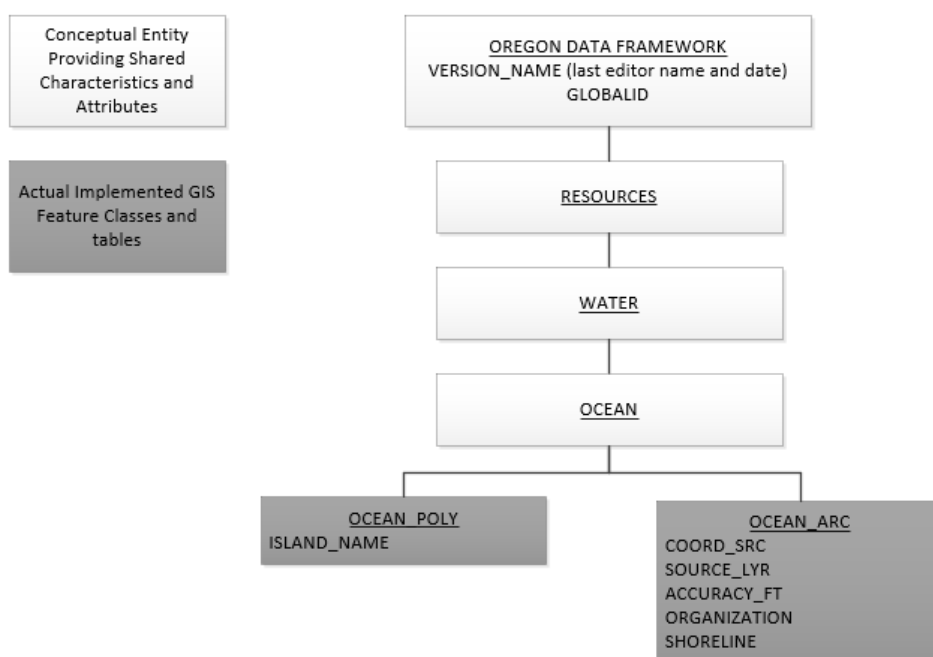 Conceptual Entity
Providing Shared
Characteristics and
Attributes
Actual Implemented GIS
Feature Classes and
tables
OREGON DATA FRAMEWORK
VERSION_NAME (last editor name and date)
GLOBALID
RESOURCES
WATER
OCEAN
OCEAN_POLY
ISLAND_NAME
OCEAN_ARC
COORD_SRC
SOURCE_LYR
ACCURACY_FT
ORGANIZATION
SHORELINE